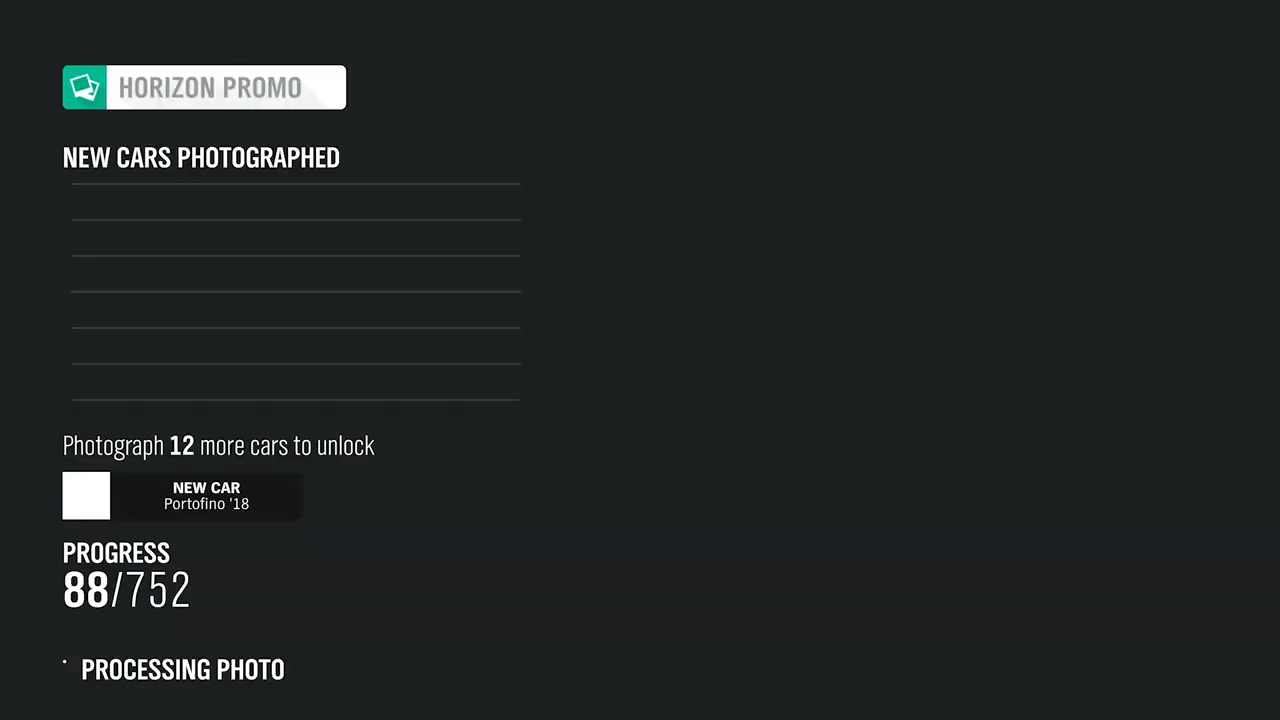 HORIZON PROMO
NEW CARS PHOTOGRAPHED
Photograph 12 more cars to unlock
NEW CAR
Portofino '18
PROGRESS
88/752
PROCESSING PHOTO